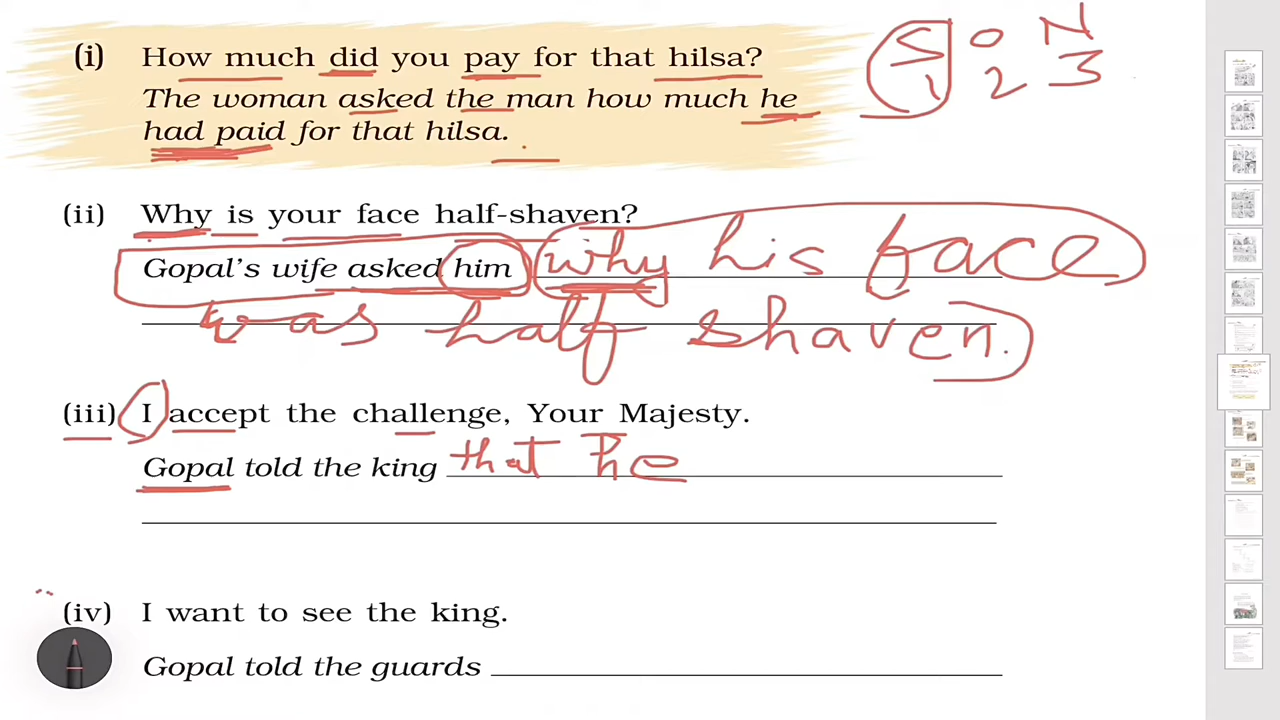 (i) How much did you pay for that hilsa?
S O N
The woman asked the man how much he
1 2 3
had paid for that hilsa.
(ii) Why is your face half-shaven?
Gopal's wife asked him why his face
was half shaven.
(iii) I accept the challenge, Your Majesty.
Gopal told the king that he
(iv) I want to see the king.
Gopal told the guards